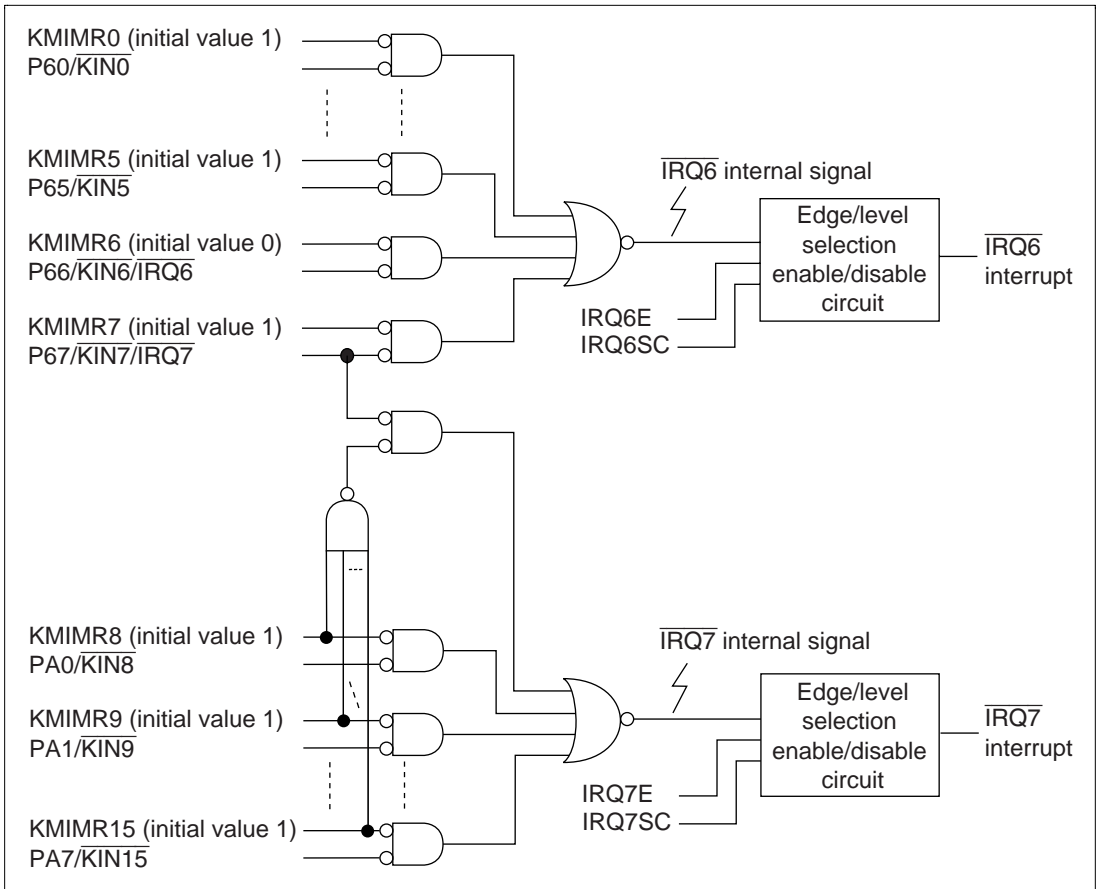 KMIMR0 (initial value 1)
P60/KIN0
KMIMR5 (initial value 1)
P65/KIN5
KMIMR6 (initial value 0)
P66/KIN6/IRQ6
KMIMR7 (initial value 1)
P67/KIN7/IRQ7
IRQ6 internal signal
Edge/level
selection
enable/disable
circuit
IRQ6
interrupt
IRQ6E
IRQ6SC
KMIMR8 (initial value 1)
PA0/KIN8
KMIMR9 (initial value 1)
PA1/KIN9
KMIMR15 (initial value 1)
PA7/KIN15
IRQ7 internal signal
Edge/level
selection
enable/disable
circuit
IRQ7
interrupt
IRQ7E
IRQ7SC